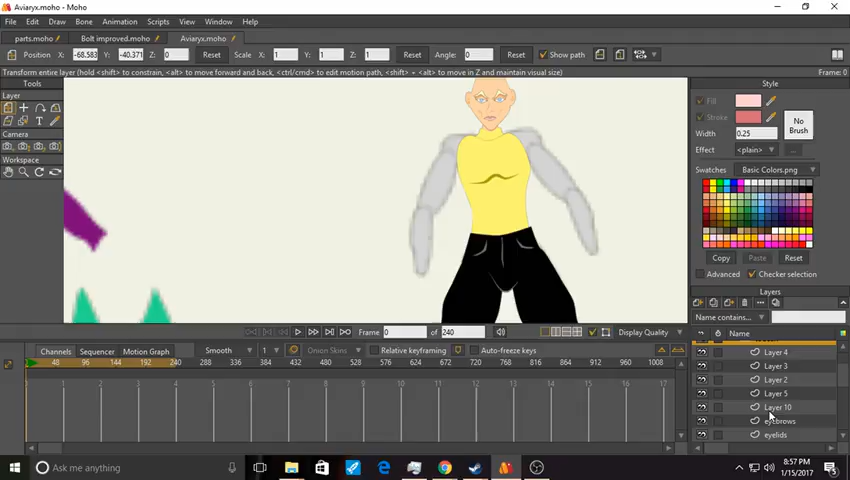 Aviaryx.moho - Moho
File Edit Draw Bones Animation Scripts View Window Help
parts.moho Bolt improved.moho Aviaryx.moho
Position X -68.583 Y -40.371 Z 0 Reset Scale X 1 Y 1 Z 1 Reset Angle: 0 Reset Show path
Transform entire layer (hold <shift> to constrain, <alt> to move forward and back, <ctrl/cmd> to edit motion path, <shift> + <alt> to move in Z and maintain visual size) Frame: 0
Tools
Layer
T
Camera
Workspace
Style
Fill
Stroke
No Brush
Width 0.25
Effect <plain> ...
Swatches Basic Colors.png
Copy Paste Reset
Advanced Checker selection
Layers
Name contains...
Name
Layer 4
Layer 3
Layer 2
Layer 5
Layer 10
eyebrows
eyelids
Frame 0 of 240 Display Quality
Channels Sequencer Motion Graph Smooth 1 Onion Skins Relative keyframing Auto-freeze keys
48 96 144 192 240 288 336 384 432 480 528 576 624 672 720 768 816 864 912 960 1008
1 2 3 4 5 6 7 8 9 10 11 12 13 14 15 16 17
Ask me anything
8:57 PM
1/15/2017